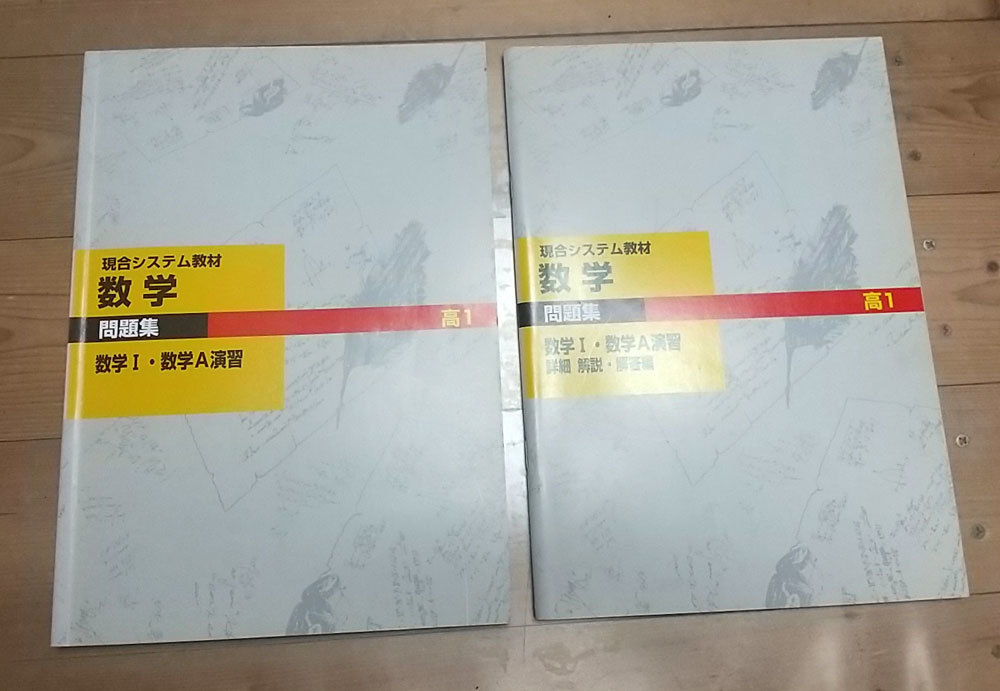 現合システム教材
数学
問題集
高1
数学Ⅰ・数学A演習
現合システム教材
数学
問題集
高1
数学Ⅰ・数学A演習
詳細 解説・解答編